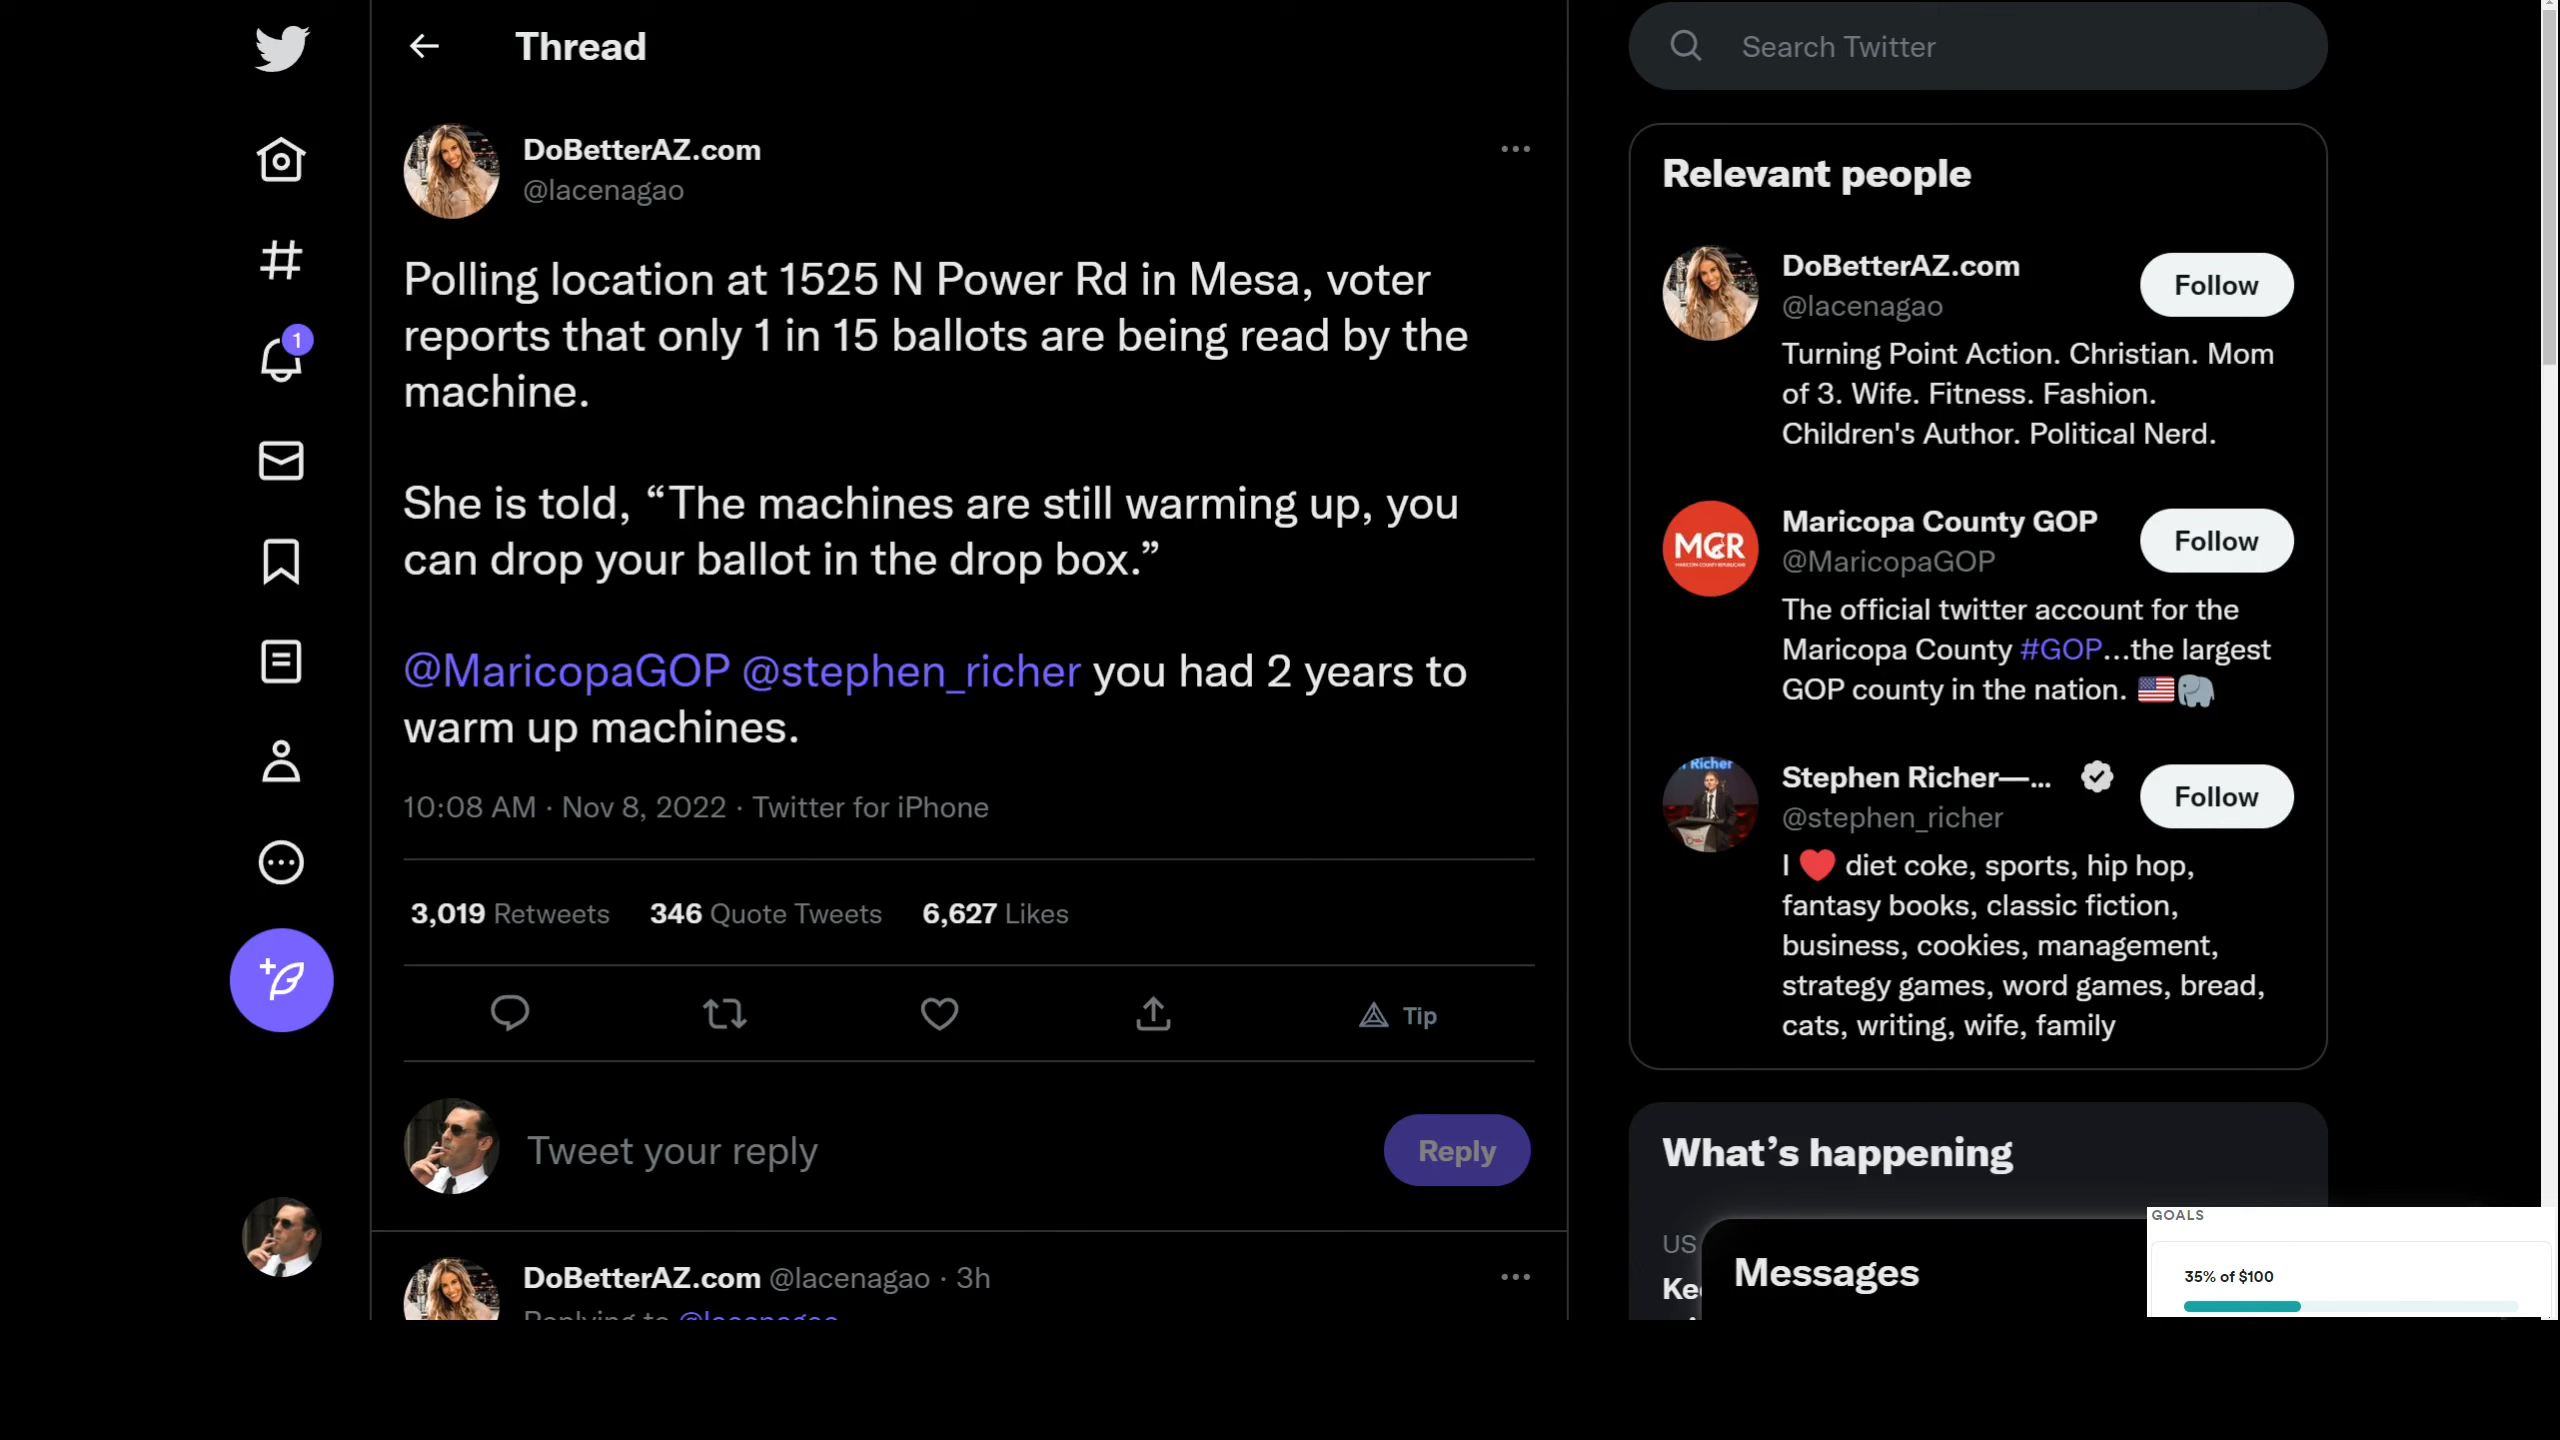 Thread
DoBetterAZ.com
@lacenagao
Polling location at 1525 N Power Rd in Mesa, voter
reports that only 1 in 15 ballots are being read by the
machine.
She is told, “The machines are still warming up, you
can drop your ballot in the drop box.”
@MaricopaGOP @stephen_richer you had 2 years to
warm up machines.
10:08 AM · Nov 8, 2022 · Twitter for iPhone
3,019 Retweets 346 Quote Tweets 6,627 Likes
Tip
Tweet your reply
Reply
DoBetterAZ.com @lacenagao · 3h
Replying to @lacenagao
1
Search Twitter
Relevant people
DoBetterAZ.com
@lacenagao
Follow
Turning Point Action. Christian. Mom
of 3. Wife. Fitness. Fashion.
Children's Author. Political Nerd.
MCR
Maricopa County GOP
@MaricopaGOP
Follow
The official twitter account for the
Maricopa County #GOP...the largest
GOP county in the nation. 🇺🇸🐘
Richer
Stephen Richer—...
@stephen_richer
Follow
I ❤️ diet coke, sports, hip hop,
fantasy books, classic fiction,
business, cookies, management,
strategy games, word games, bread,
cats, writing, wife, family
What’s happening
US
Messages
GOALS
35% of $100